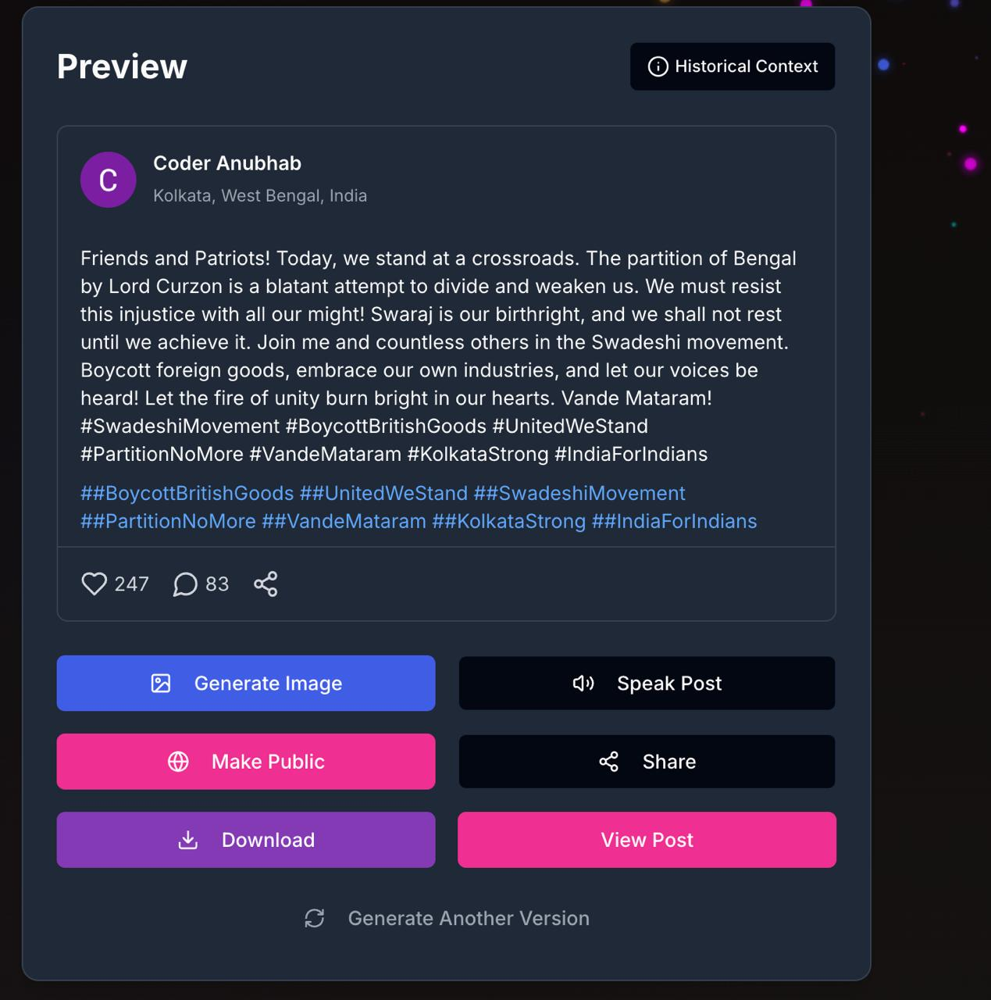 Preview
Historical Context
C
Coder Anubhab
Kolkata, West Bengal, India
Friends and Patriots! Today, we stand at a crossroads. The partition of Bengal
by Lord Curzon is a blatant attempt to divide and weaken us. We must resist
this injustice with all our might! Swaraj is our birthright, and we shall not rest
until we achieve it. Join me and countless others in the Swadeshi movement.
Boycott foreign goods, embrace our own industries, and let our voices be
heard! Let the fire of unity burn bright in our hearts. Vande Mataram!
#SwadeshiMovement #BoycottBritishGoods #UnitedWeStand
#PartitionNoMore #VandeMataram #KolkataStrong #IndiaForIndians
##BoycottBritishGoods ##UnitedWeStand ##SwadeshiMovement
##PartitionNoMore ##VandeMataram ##KolkataStrong ##IndiaForIndians
247 83
Generate Image
Speak Post
Make Public
Share
Download
View Post
Generate Another Version